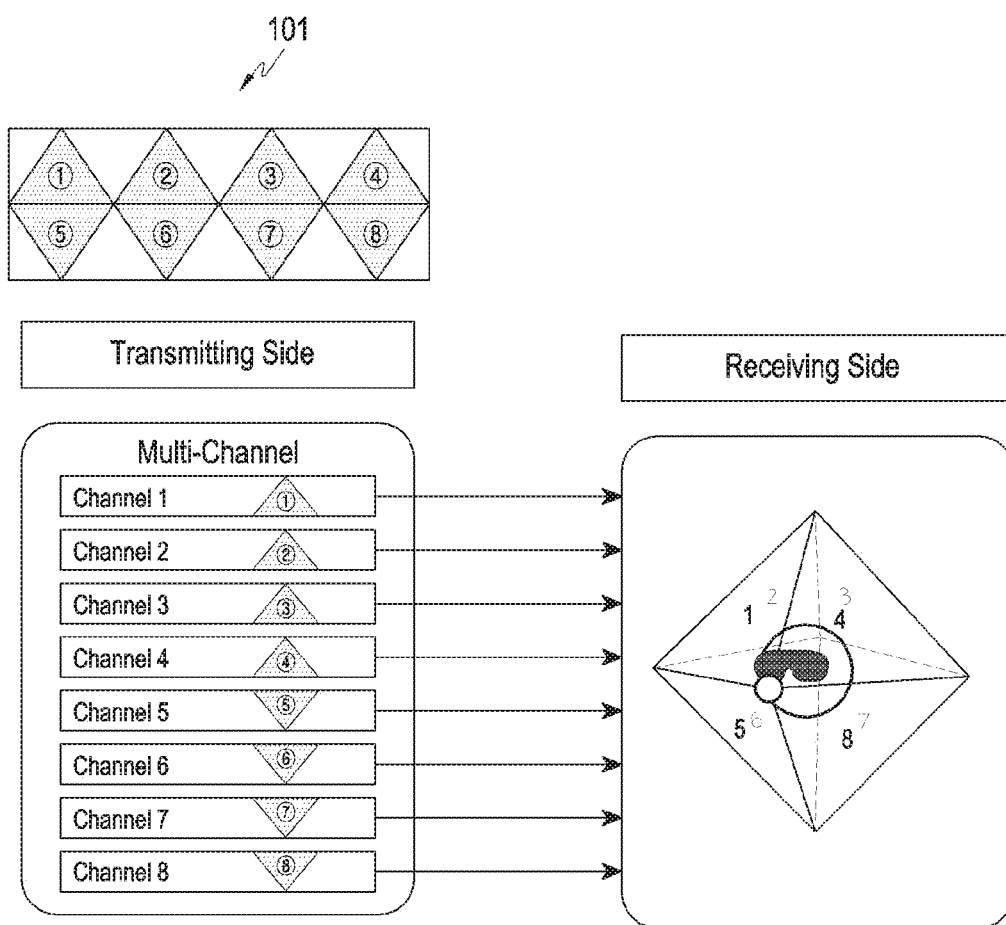 101
① ② ③ ④
⑤ ⑥ ⑦ ⑧
Transmitting Side
Receiving Side
Multi-Channel
Channel 1 ①
Channel 2 ②
Channel 3 ③
Channel 4 ④
Channel 5 ⑤
Channel 6 ⑥
Channel 7 ⑦
Channel 8 ⑧
1 2 3 4
5 6 8 7